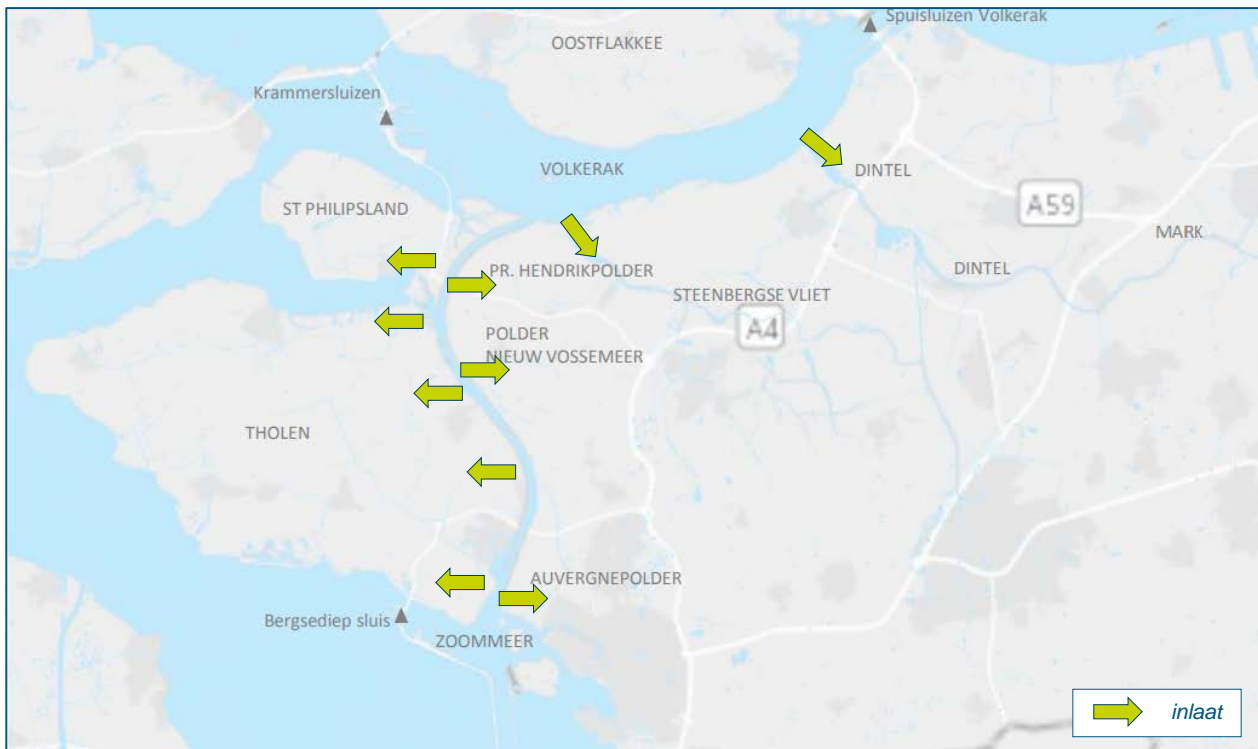 Spuisluizen Volkerak
OOSTFLAKKEE
Krammersluizen
VOLKERAK
DINTEL
A59
ST PHILIPSLAND
MARK
PR. HENDRIKPOLDER
DINTEL
STEENBERGSE VLIET
A4
POLDER
NIEUW VOSSEMEER
THOLEN
AUVERGNEPOLDER
Bergsediep sluis
ZOOMMEER
inlaat